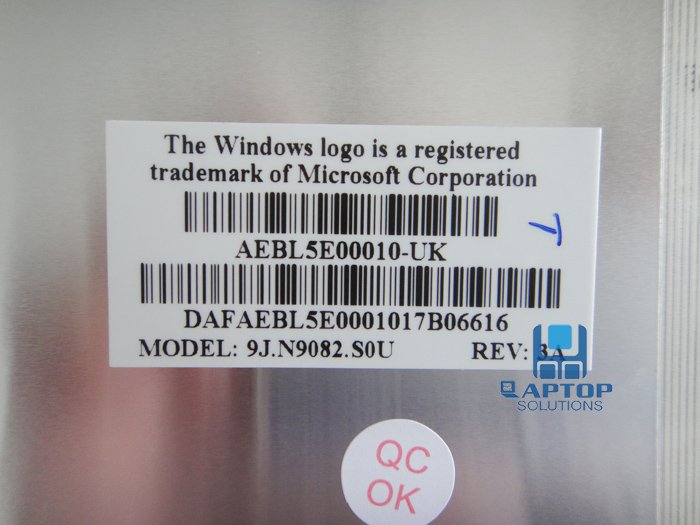 The Windows logo is a registered
trademark of Microsoft Corporation
AEBL5E00010-UK
DAFAEBL5E0001017B06616
MODEL: 9J.N9082.S0U REV: 3A
APTOP
SOLUTIONS
QC
OK